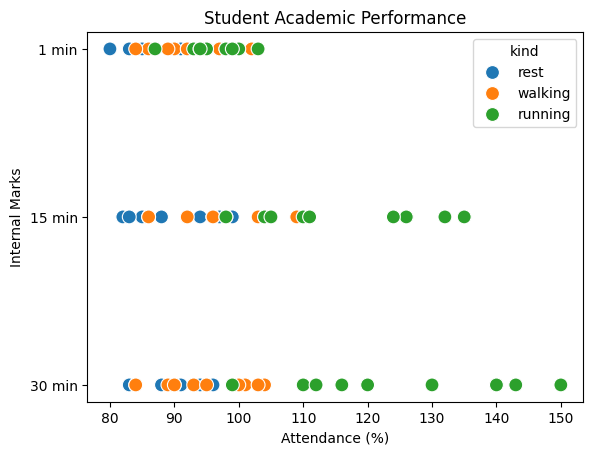 Student Academic Performance
kind
rest
walking
running
Internal Marks
1 min
15 min
30 min
80 90 100 110 120 130 140 150
Attendance (%)